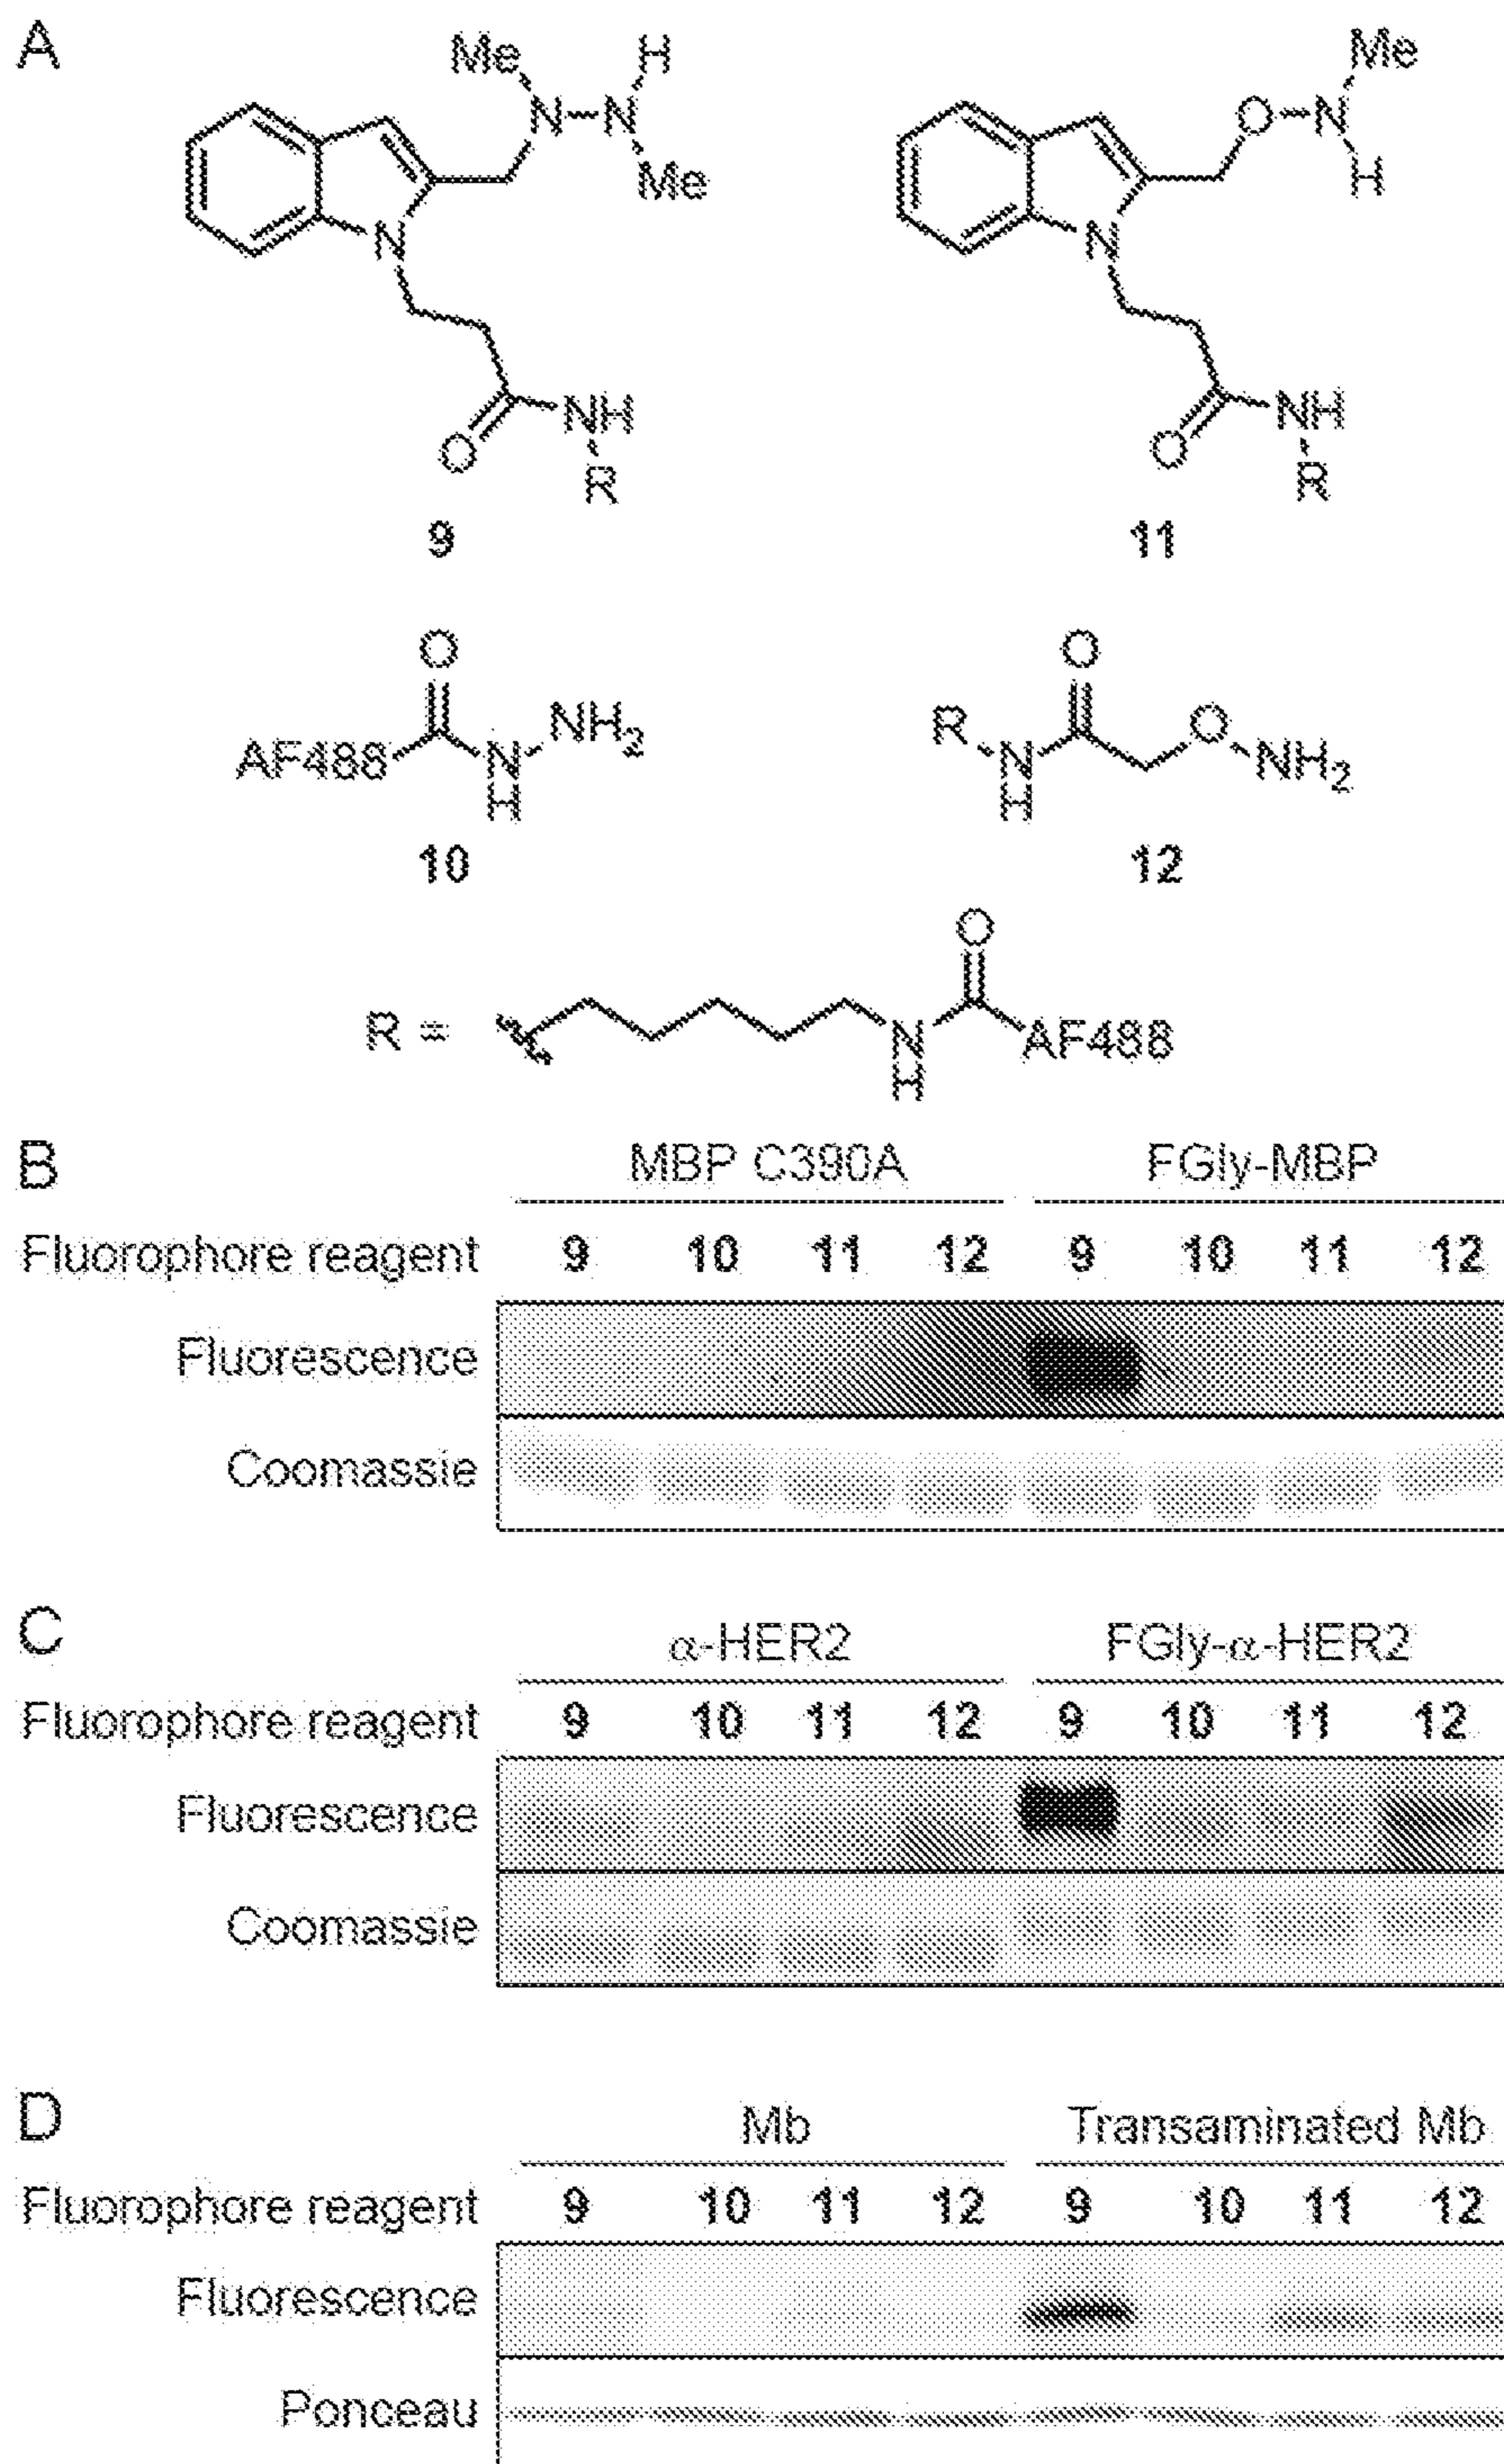 A
Me H
N N
Me
N
O NH
R
9
Me
O N
H
N
O NH
R
11
O
AF488 N NH2
H
10
O
R N O NH2
H
12
R = N O AF488
H
B
MBP C390A FGly-MBP
Fluorophore reagent 9 10 11 12 9 10 11 12
Fluorescence
Coomassie
C
α-HER2 FGly-α-HER2
Fluorophore reagent 9 10 11 12 9 10 11 12
Fluorescence
Coomassie
D
Mb Transaminated Mb
Fluorophore reagent 9 10 11 12 9 10 11 12
Fluorescence
Ponceau